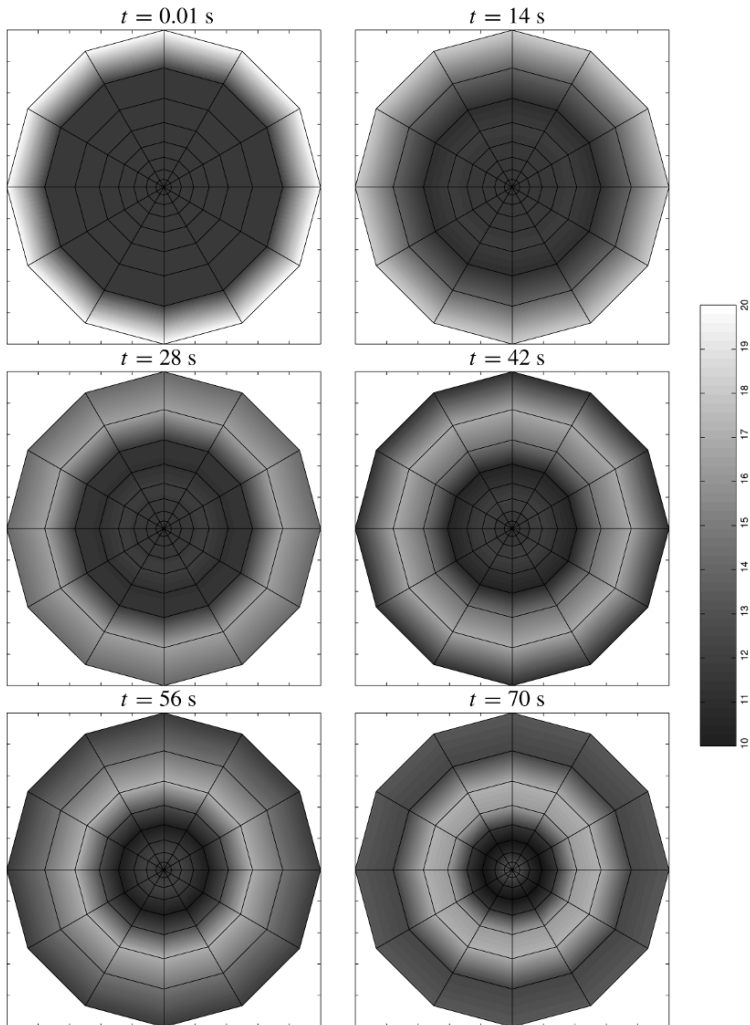 t = 0.01 s
t = 14 s
t = 28 s
t = 42 s
t = 56 s
t = 70 s
20
19
18
17
16
15
14
13
12
11
10